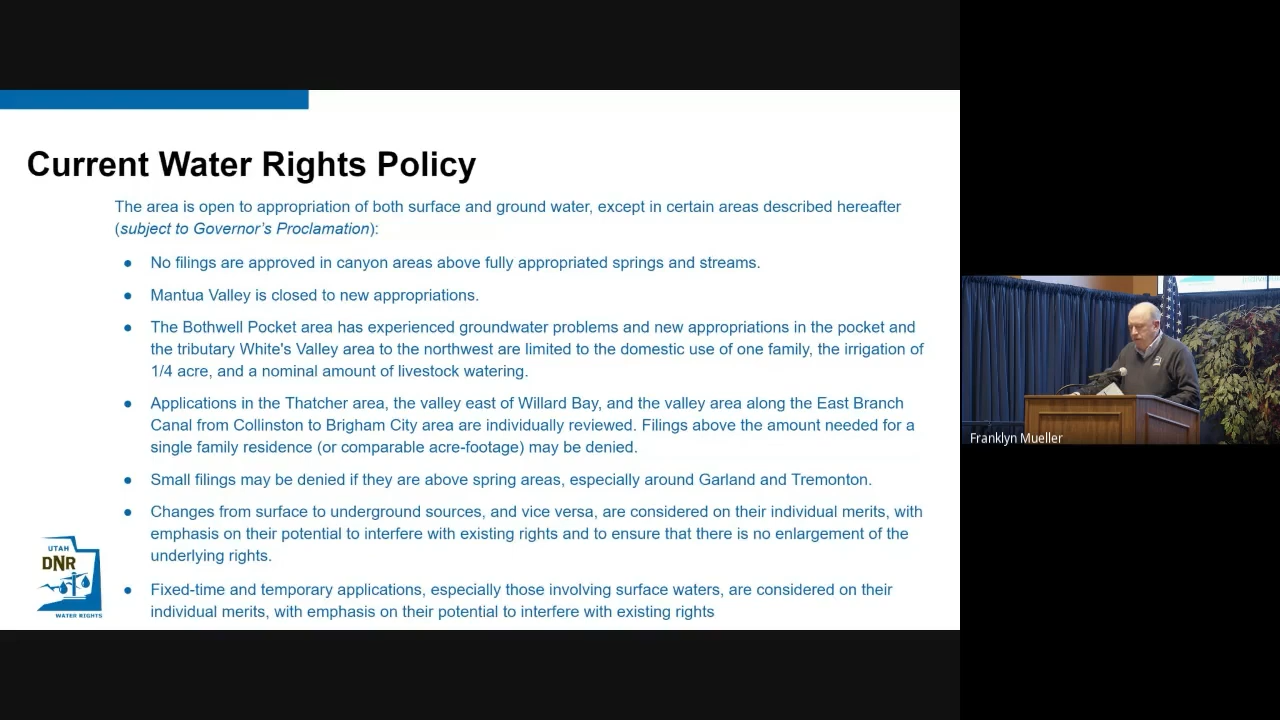 Current Water Rights Policy
The area is open to appropriation of both surface and ground water, except in certain areas described hereafter
(subject to Governor's Proclamation):
● No filings are approved in canyon areas above fully appropriated springs and streams.
● Mantua Valley is closed to new appropriations.
● The Bothwell Pocket area has experienced groundwater problems and new appropriations in the pocket and
the tributary White's Valley area to the northwest are limited to the domestic use of one family, the irrigation of
1/4 acre, and a nominal amount of livestock watering.
● Applications in the Thatcher area, the valley east of Willard Bay, and the valley area along the East Branch
Canal from Collinston to Brigham City area are individually reviewed. Filings above the amount needed for a
single family residence (or comparable acre-footage) may be denied.
● Small filings may be denied if they are above spring areas, especially around Garland and Tremonton.
● Changes from surface to underground sources, and vice versa, are considered on their individual merits, with
emphasis on their potential to interfere with existing rights and to ensure that there is no enlargement of the
underlying rights.
● Fixed-time and temporary applications, especially those involving surface waters, are considered on their
individual merits, with emphasis on their potential to interfere with existing rights
UTAH
DNR
WATER RIGHTS
Franklyn Mueller